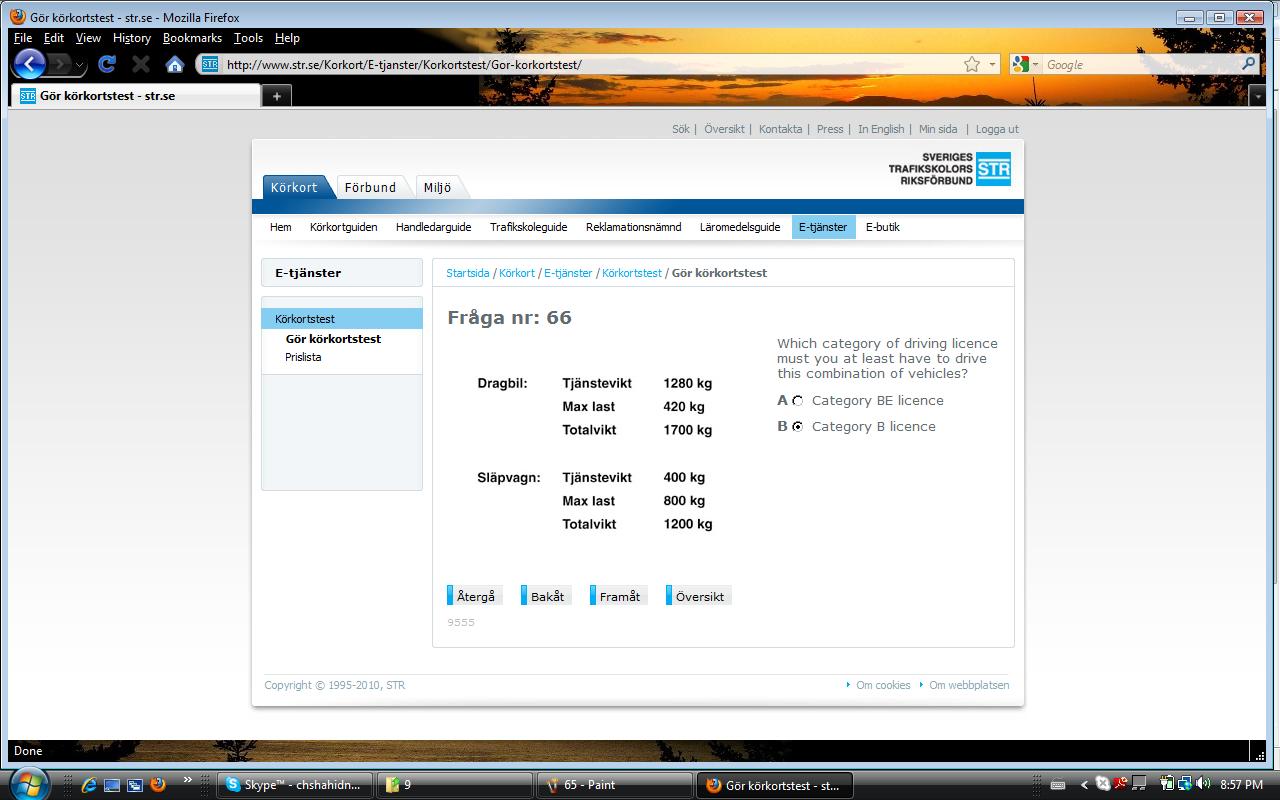 Gör körkortstest - str.se - Mozilla Firefox
File Edit View History Bookmarks Tools Help
http://www.str.se/Korkort/E-tjanster/Korkortstest/Gor-korkortstest/
Google
Gör körkortstest - str.se
Sök | Översikt | Kontakta | Press | In English | Min sida | Logga ut
SVERIGES
TRAFIKSKOLORS
RIKSFÖRBUND
STR
Körkort Förbund Miljö
Hem Körkortguiden Handledarguide Trafikskoleguide Reklamationsnämnd Läromedelsguide E-tjänster E-butik
E-tjänster
Körkortstest
Gör körkortstest
Prislista
Startsida / Körkort / E-tjänster / Körkortstest / Gör körkortstest
Fråga nr: 66
Dragbil: Tjänstevikt 1280 kg
Max last 420 kg
Totalvikt 1700 kg
Släpvagn: Tjänstevikt 400 kg
Max last 800 kg
Totalvikt 1200 kg
Which category of driving licence
must you at least have to drive
this combination of vehicles?
A Category BE licence
B Category B licence
Återgå Bakåt Framåt Översikt
9555
Copyright © 1995-2010, STR
Om cookies Om webbplatsen
Done
Skype™ - chshahidn... 9 65 - Paint Gör körkortstest - st... 8:57 PM